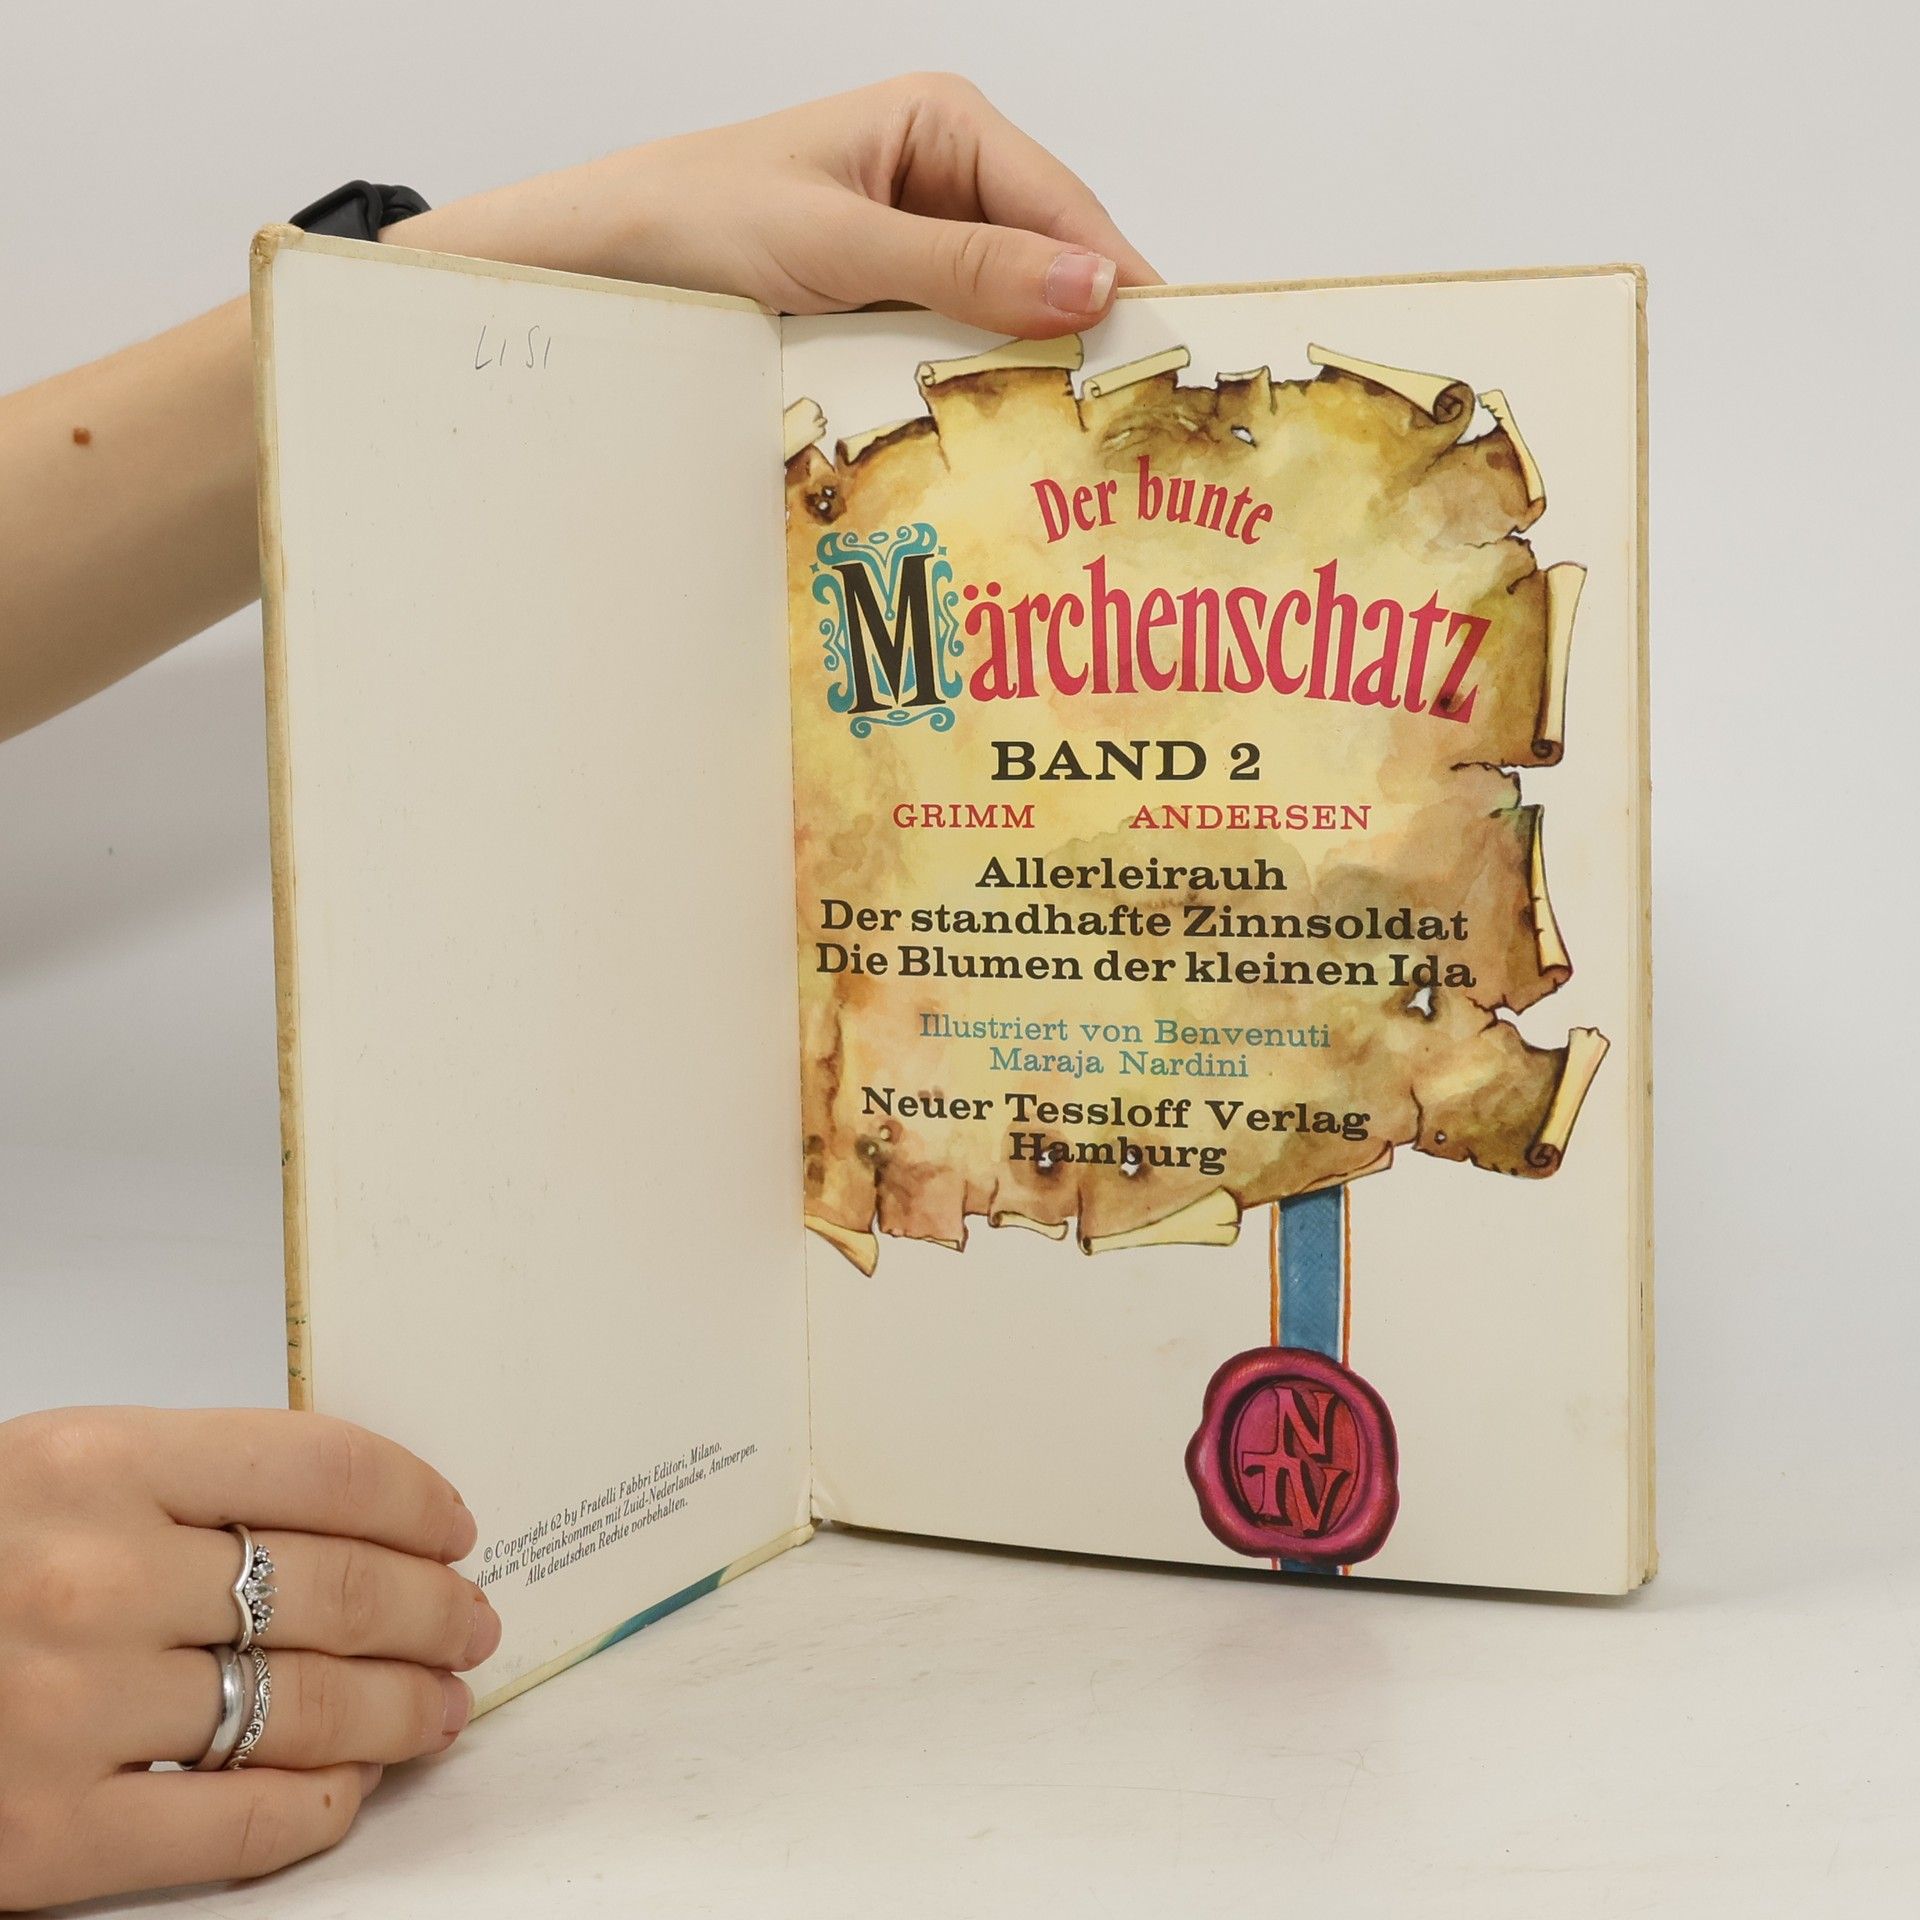 LISI
© Copyright 62 by Fratelli Fabbri Editori, Milano.
im Übereinkommen mit Zuid-Nederlandse, Antwerpen.
Alle deutschen Rechte vorbehalten.
Der bunte
Märchenschatz
BAND 2
GRIMM ANDERSEN
Allerleirauh
Der standhafte Zinnsoldat
Die Blumen der kleinen Ida
Illustriert von Benvenuti
Maraja Nardini
Neuer Tessloff Verlag
Hamburg
NTV